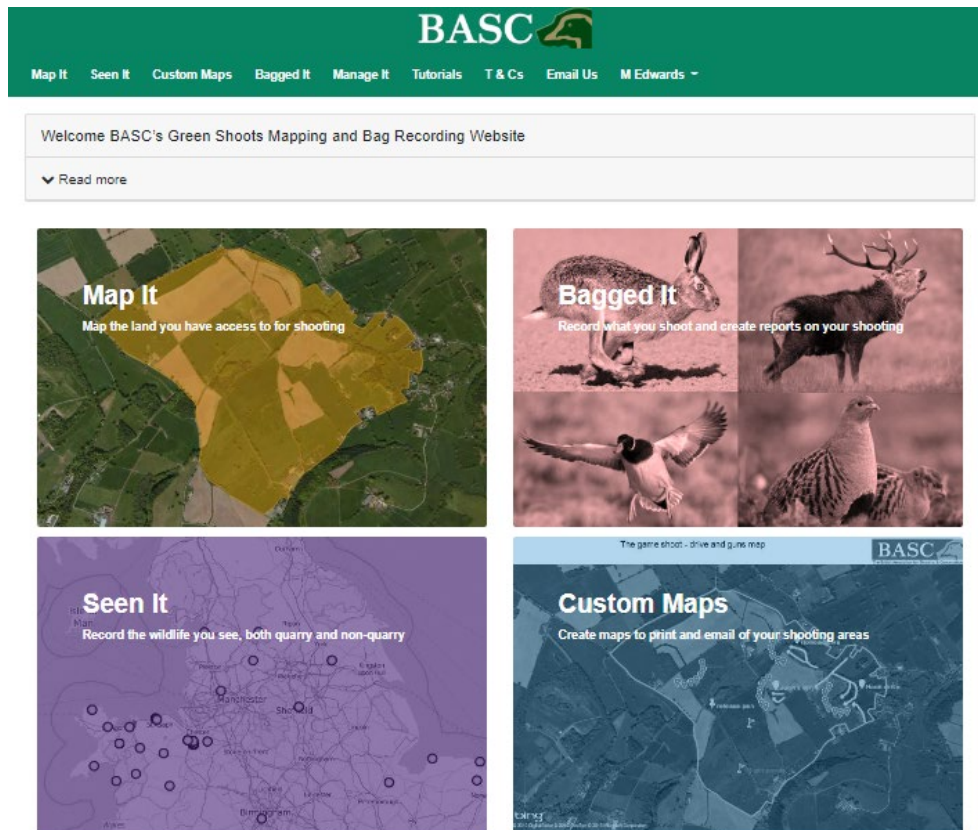 BASC
Map It Seen It Custom Maps Bagged It Manage It Tutorials T & Cs Email Us M Edwards
Welcome BASC's Green Shoots Mapping and Bag Recording Website
Read more
Map It
Map the land you have access to for shooting
Bagged It
Record what you shoot and create reports on your shooting
Seen It
Record the wildlife you see, both quarry and non-quarry
Manchester
Sheffield
Birmingham
The game shoot - drive and guns map
BASC
Custom Maps
Create maps to print and email of your shooting areas
bing